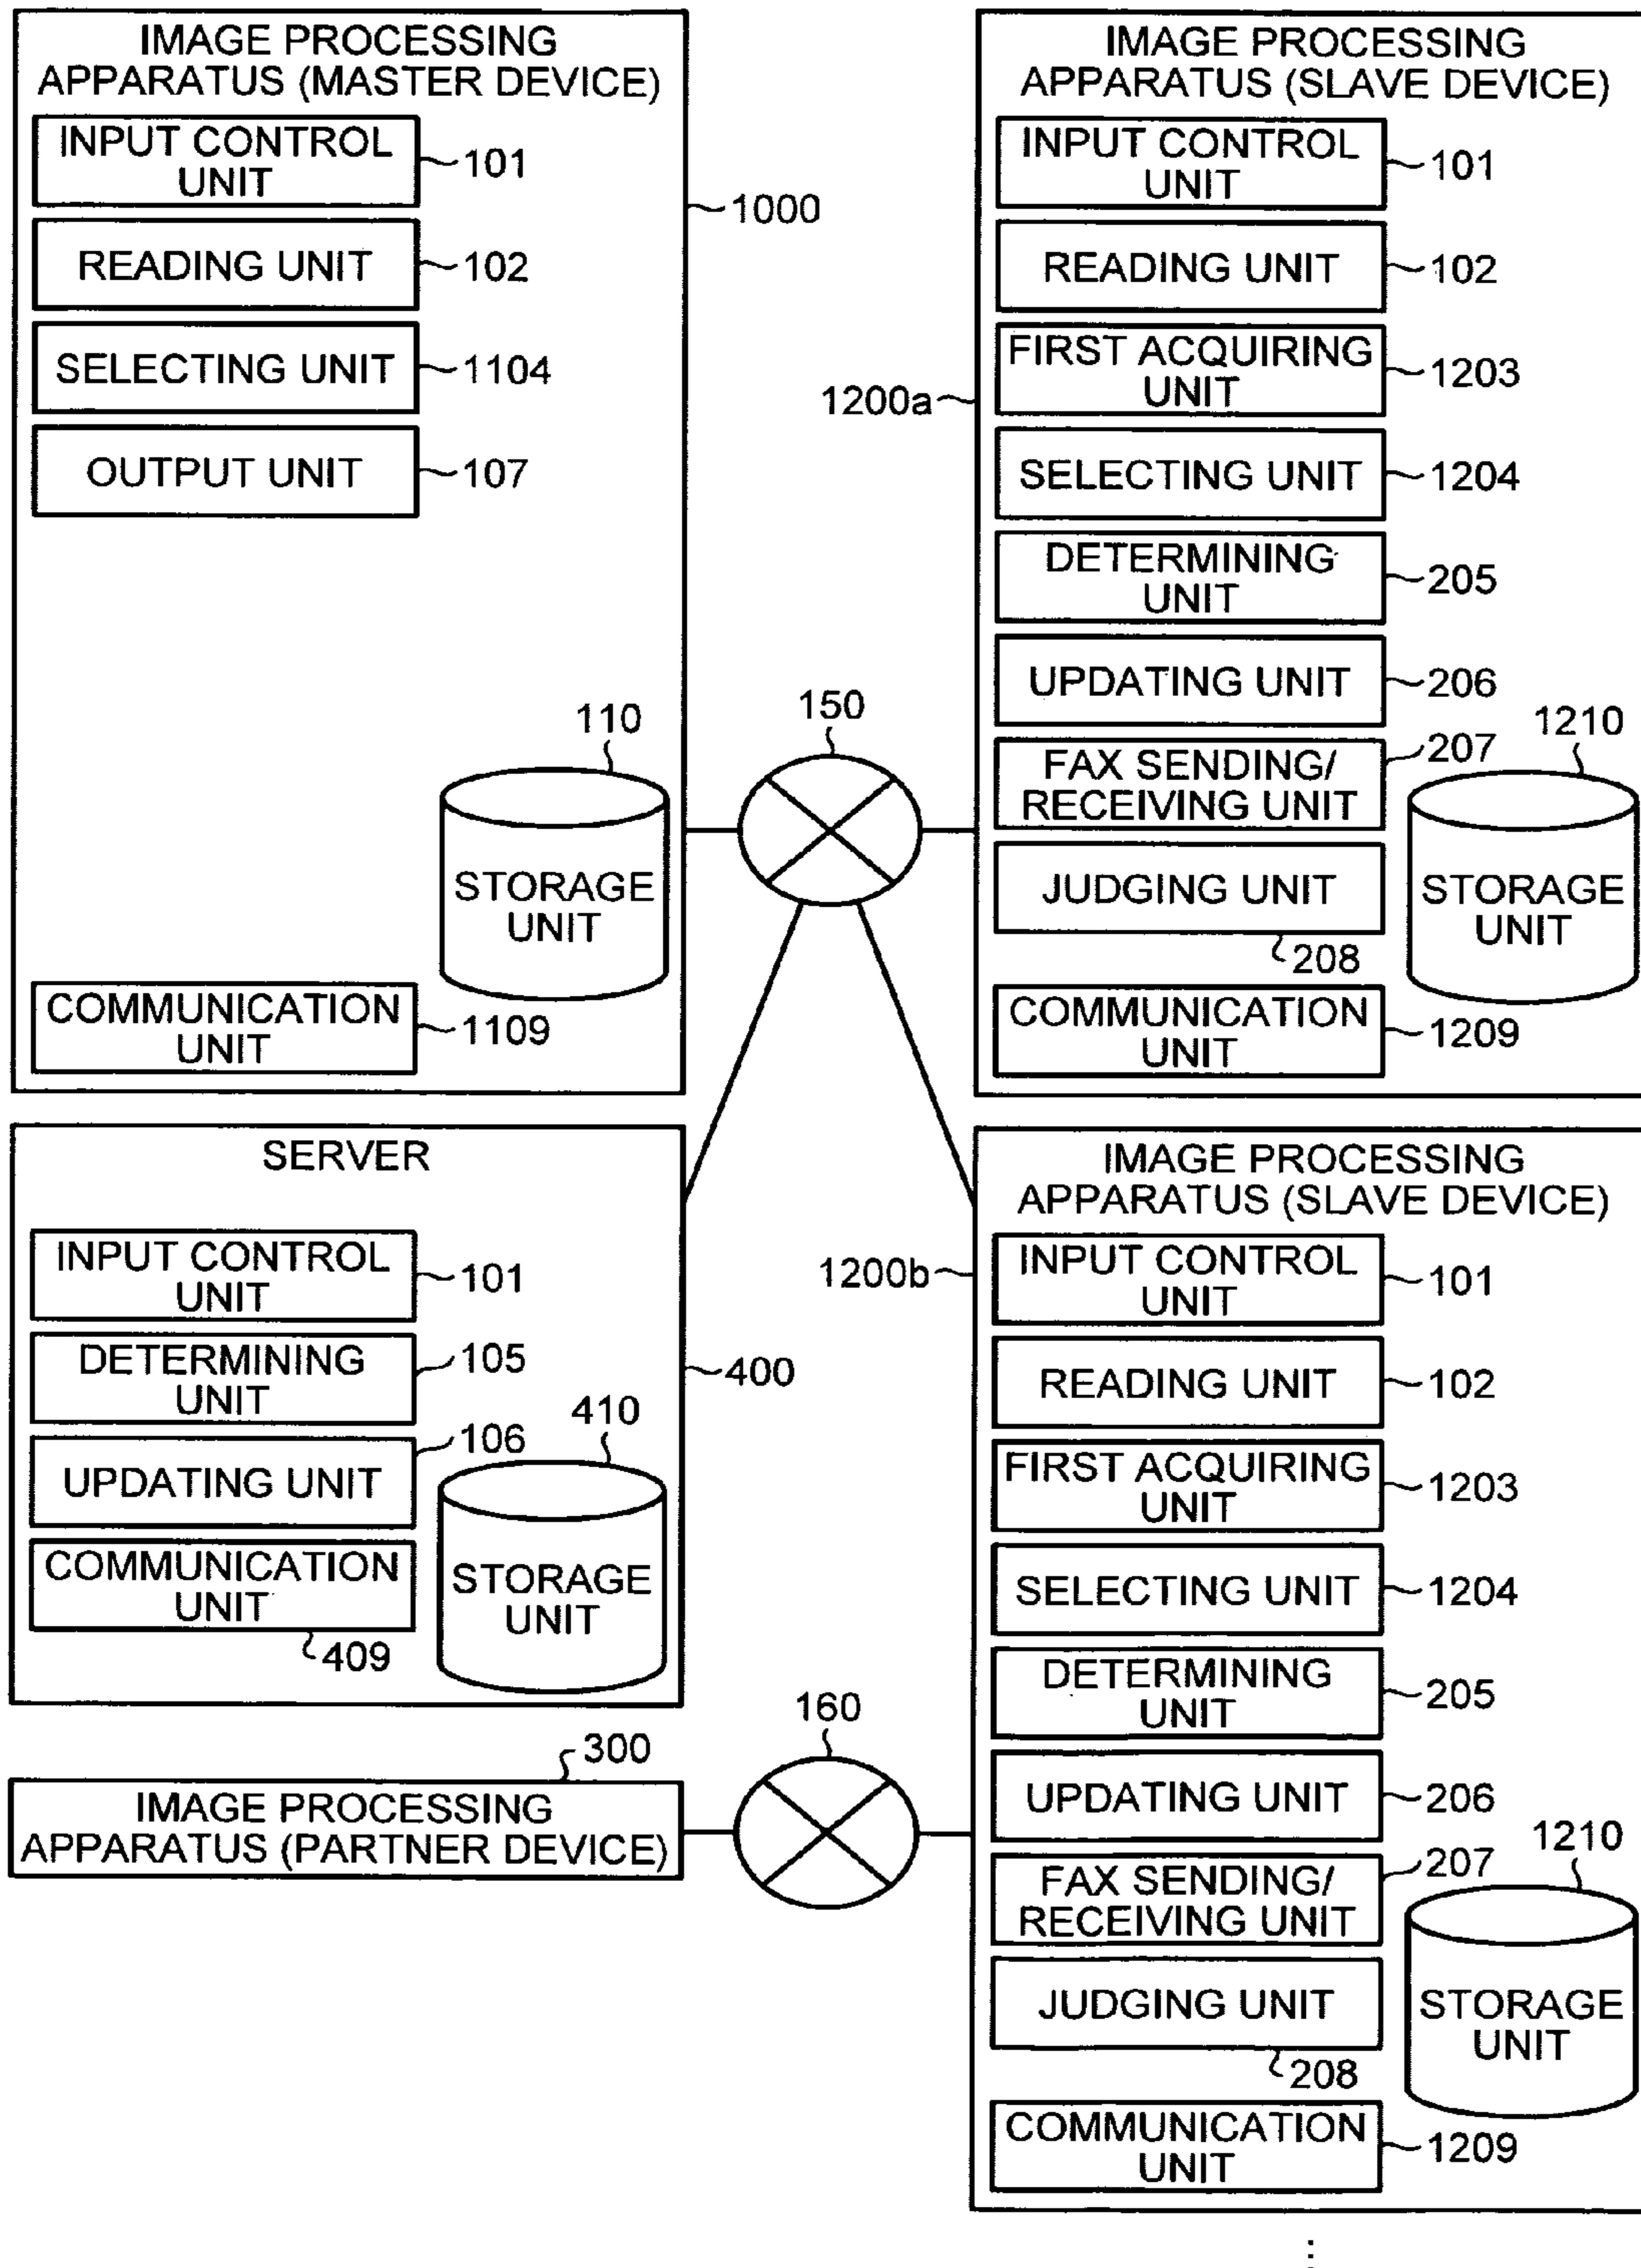 IMAGE PROCESSING
APPARATUS (MASTER DEVICE)
INPUT CONTROL
UNIT
101
READING UNIT
102
SELECTING UNIT
1104
OUTPUT UNIT
107
1000
110
STORAGE
UNIT
COMMUNICATION
UNIT
1109
150
IMAGE PROCESSING
APPARATUS (SLAVE DEVICE)
1200a
INPUT CONTROL
UNIT
101
READING UNIT
102
FIRST ACQUIRING
UNIT
1203
SELECTING UNIT
1204
DETERMINING
UNIT
205
UPDATING UNIT
206
FAX SENDING/
RECEIVING UNIT
207
JUDGING UNIT
208
1210
STORAGE
UNIT
COMMUNICATION
UNIT
1209
SERVER
INPUT CONTROL
UNIT
101
DETERMINING
UNIT
105
UPDATING UNIT
106
COMMUNICATION
UNIT
409
400
410
STORAGE
UNIT
300
IMAGE PROCESSING
APPARATUS (PARTNER DEVICE)
160
IMAGE PROCESSING
APPARATUS (SLAVE DEVICE)
1200b
INPUT CONTROL
UNIT
101
READING UNIT
102
FIRST ACQUIRING
UNIT
1203
SELECTING UNIT
1204
DETERMINING
UNIT
205
UPDATING UNIT
206
FAX SENDING/
RECEIVING UNIT
207
JUDGING UNIT
208
1210
STORAGE
UNIT
COMMUNICATION
UNIT
1209